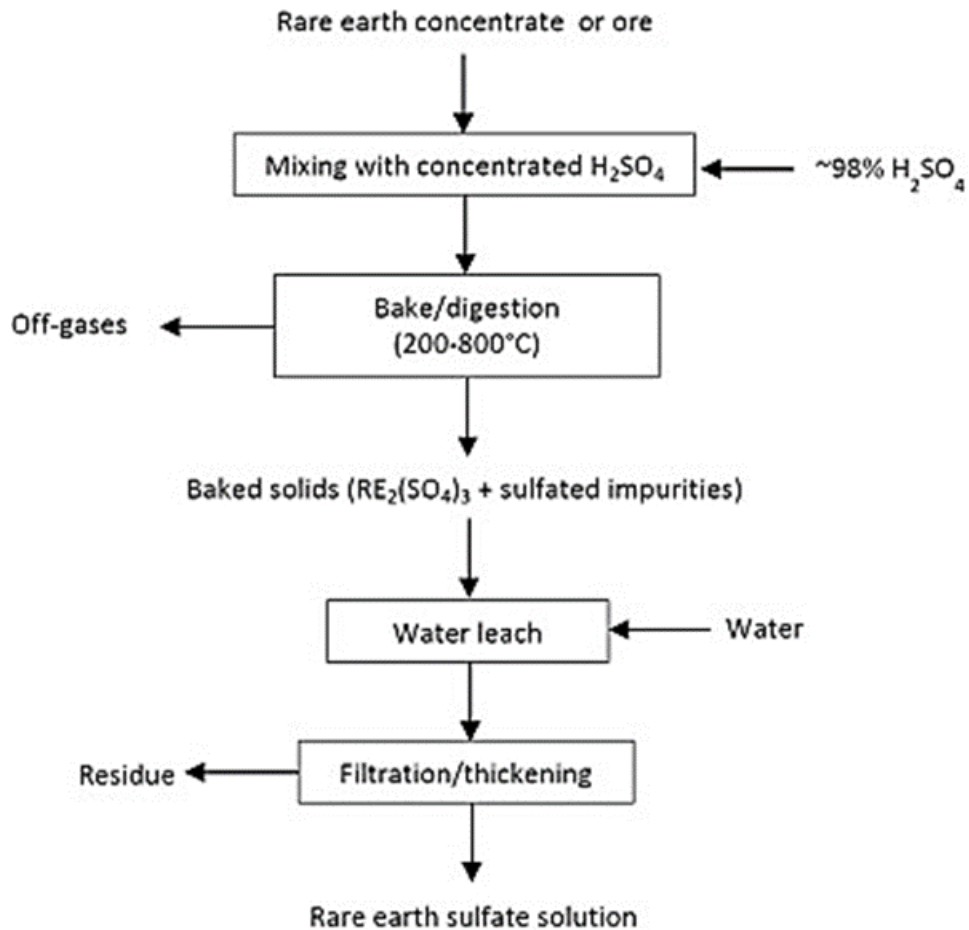 Rare earth concentrate or ore
Mixing with concentrated H₂SO₄
~98% H₂SO₄
Bake/digestion
(200-800°C)
Off-gases
Baked solids (RE₂(SO₄)₃ + sulfated impurities)
Water leach
Water
Filtration/thickening
Residue
Rare earth sulfate solution